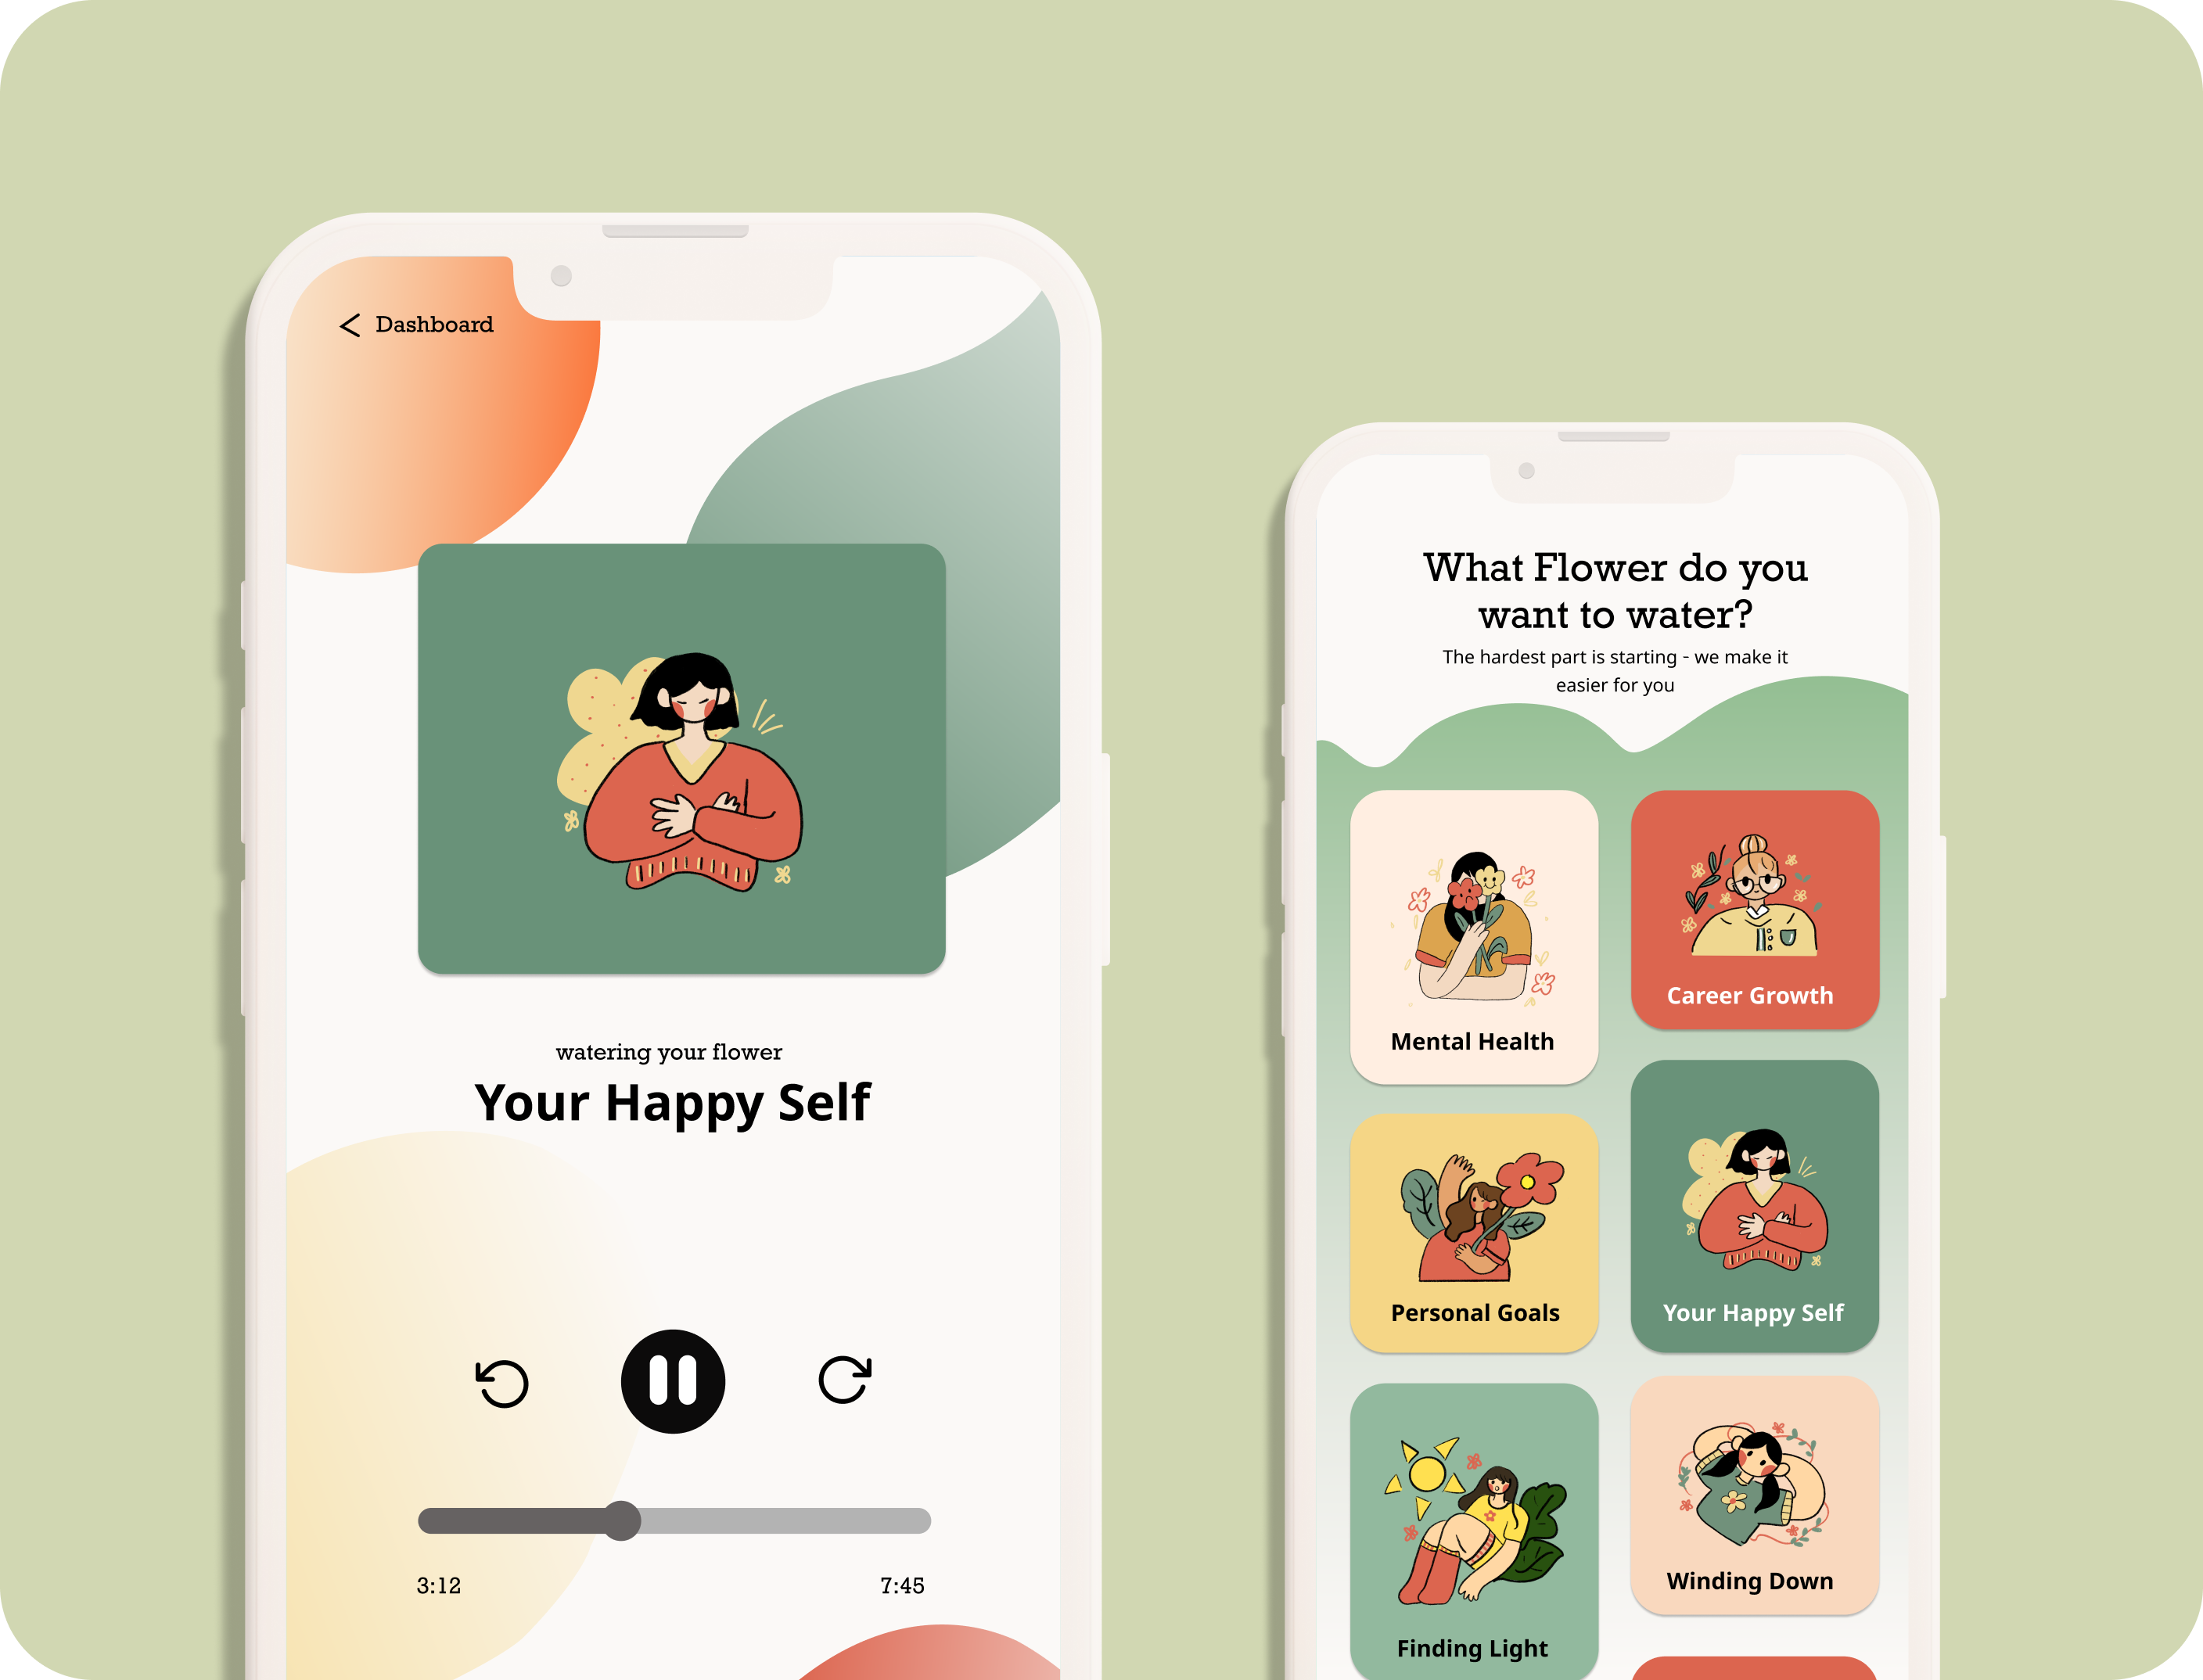 Dashboard
watering your flower
Your Happy Self
3:12
7:45
What Flower do you
want to water?
The hardest part is starting - we make it
easier for you
Mental Health
Career Growth
Personal Goals
Your Happy Self
Finding Light
Winding Down